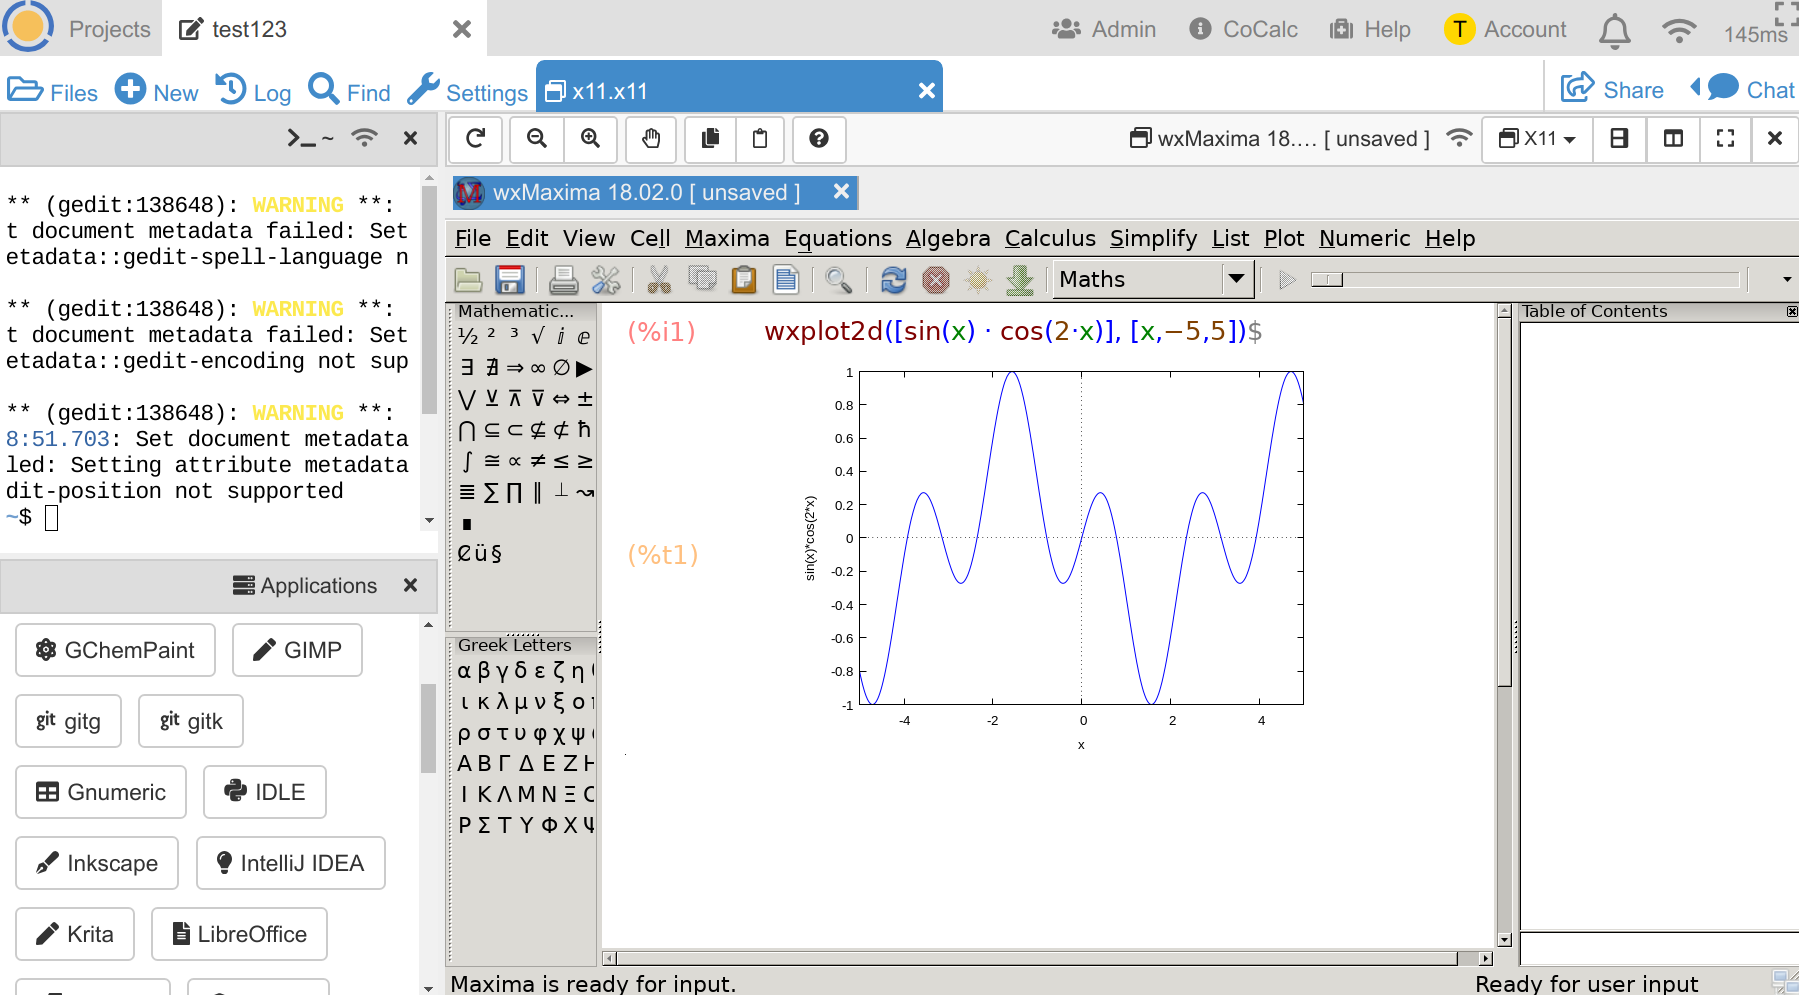 Projects
test123
Admin
CoCalc
Help
T Account
145ms
Files
New
Log
Find
Settings
x11.x11
Share
Chat
~
wxMaxima 18.... [ unsaved ]
X11
** (gedit:138648): WARNING **:
t document metadata failed: Set
etadata::gedit-spell-language n
** (gedit:138648): WARNING **:
t document metadata failed: Set
etadata::gedit-encoding not sup
** (gedit:138648): WARNING **:
8:51.703: Set document metadata
led: Setting attribute metadata
dit-position not supported
~$
Applications
GChemPaint
GIMP
git gitg
git gitk
Gnumeric
IDLE
Inkscape
IntelliJ IDEA
Krita
LibreOffice
wxMaxima 18.02.0 [ unsaved ]
File Edit View Cell Maxima Equations Algebra Calculus Simplify List Plot Numeric Help
Maths
Mathematic...
½ ² ³ √ ⅈ ⅇ
∃ ∄ ⇒ ∞ ∅ ▶
⋁ ⊻ ⊼ ⊽ ⇔ ±
⋂ ⊆ ⊂ ⊈ ⊄ ħ
∫ ≅ ∝ ≠ ≤ ≥
≣ ∑ ∏ ∥ ⟂ ↝
∎
Ȼ ü §
Greek Letters
α β γ δ ε ζ η
ι κ λ μ ν ξ ο
ρ σ τ υ φ χ ψ
Α Β Γ Δ Ε Ζ Η
Ι Κ Λ Μ Ν Ξ Ο
Ρ Σ Τ Υ Φ Χ Ψ
(%i1) wxplot2d([sin(x) · cos(2·x)], [x,−5,5])$
(%t1)
1
0.8
0.6
0.4
0.2
0
-0.2
-0.4
-0.6
-0.8
-1
sin(x)*cos(2*x)
-4 -2 0 2 4
x
Table of Contents
Maxima is ready for input.
Ready for user input